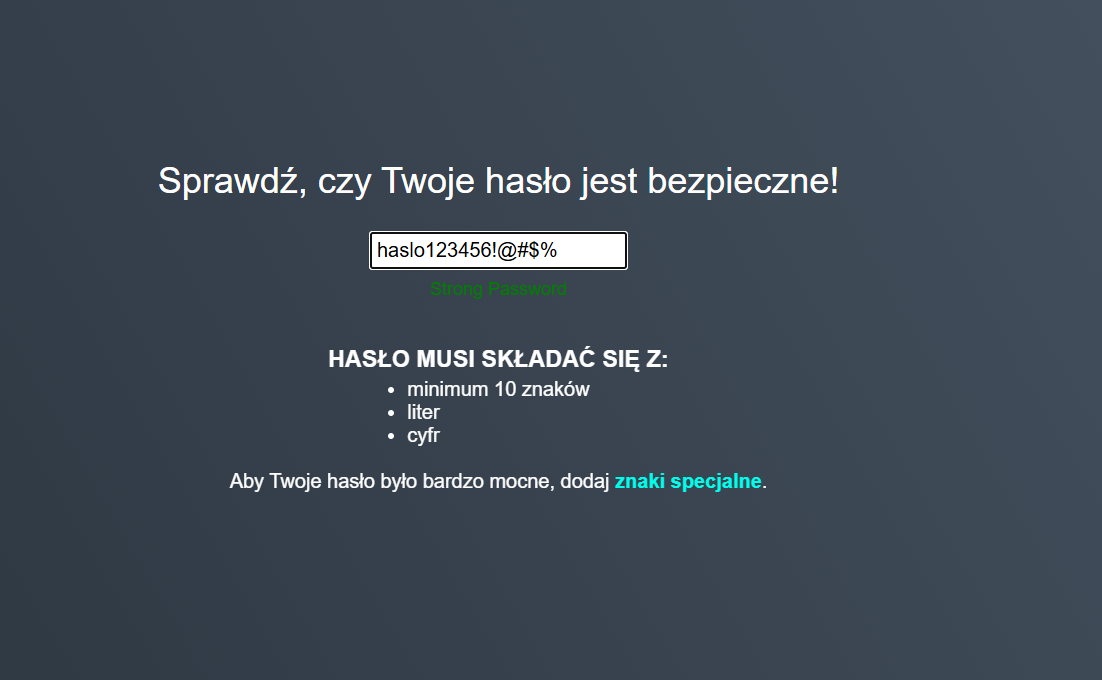 Sprawdź, czy Twoje hasło jest bezpieczne!
haslo123456!@#$%
Strong Password
HASŁO MUSI SKŁADAĆ SIĘ Z:
• minimum 10 znaków
• liter
• cyfr
Aby Twoje hasło było bardzo mocne, dodaj znaki specjalne.